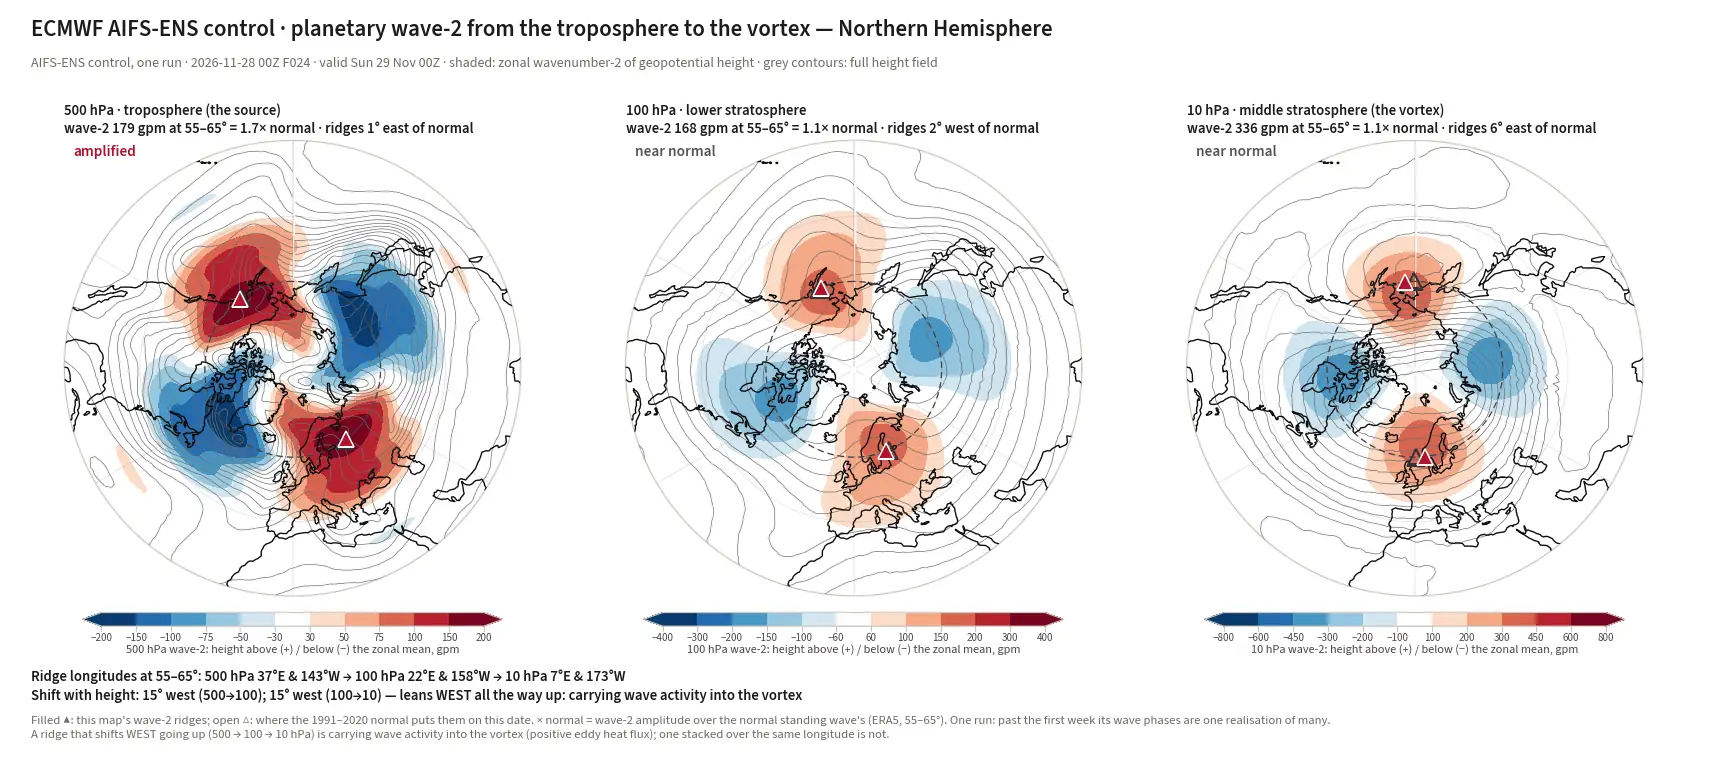 ECMWF AIFS-ENS control · planetary wave-2 from the troposphere to the vortex — Northern Hemisphere
AIFS-ENS control, one run · 2026-11-28 00Z F024 · valid Sun 29 Nov 00Z · shaded: zonal wavenumber-2 of geopotential height · grey contours: full height field
500 hPa · troposphere (the source)
wave-2 179 gpm at 55–65° = 1.7× normal · ridges 1° east of normal
amplified
100 hPa · lower stratosphere
wave-2 168 gpm at 55–65° = 1.1× normal · ridges 2° west of normal
near normal
10 hPa · middle stratosphere (the vortex)
wave-2 336 gpm at 55–65° = 1.1× normal · ridges 6° east of normal
near normal
−200 −150 −100 −75 −50 −30 30 50 75 100 150 200
500 hPa wave-2: height above (+) / below (−) the zonal mean, gpm
−400 −300 −200 −150 −100 −60 60 100 150 200 300 400
100 hPa wave-2: height above (+) / below (−) the zonal mean, gpm
−800 −600 −450 −300 −200 −100 100 200 300 450 600 800
10 hPa wave-2: height above (+) / below (−) the zonal mean, gpm
Ridge longitudes at 55–65°: 500 hPa 37°E & 143°W → 100 hPa 22°E & 158°W → 10 hPa 7°E & 173°W
Shift with height: 15° west (500→100); 15° west (100→10) — leans WEST all the way up: carrying wave activity into the vortex
Filled ▲: this map's wave-2 ridges; open △: where the 1991–2020 normal puts them on this date. × normal = wave-2 amplitude over the normal standing wave's (ERA5, 55–65°). One run: past the first week its wave phases are one realisation of many.
A ridge that shifts WEST going up (500 → 100 → 10 hPa) is carrying wave activity into the vortex (positive eddy heat flux); one stacked over the same longitude is not.